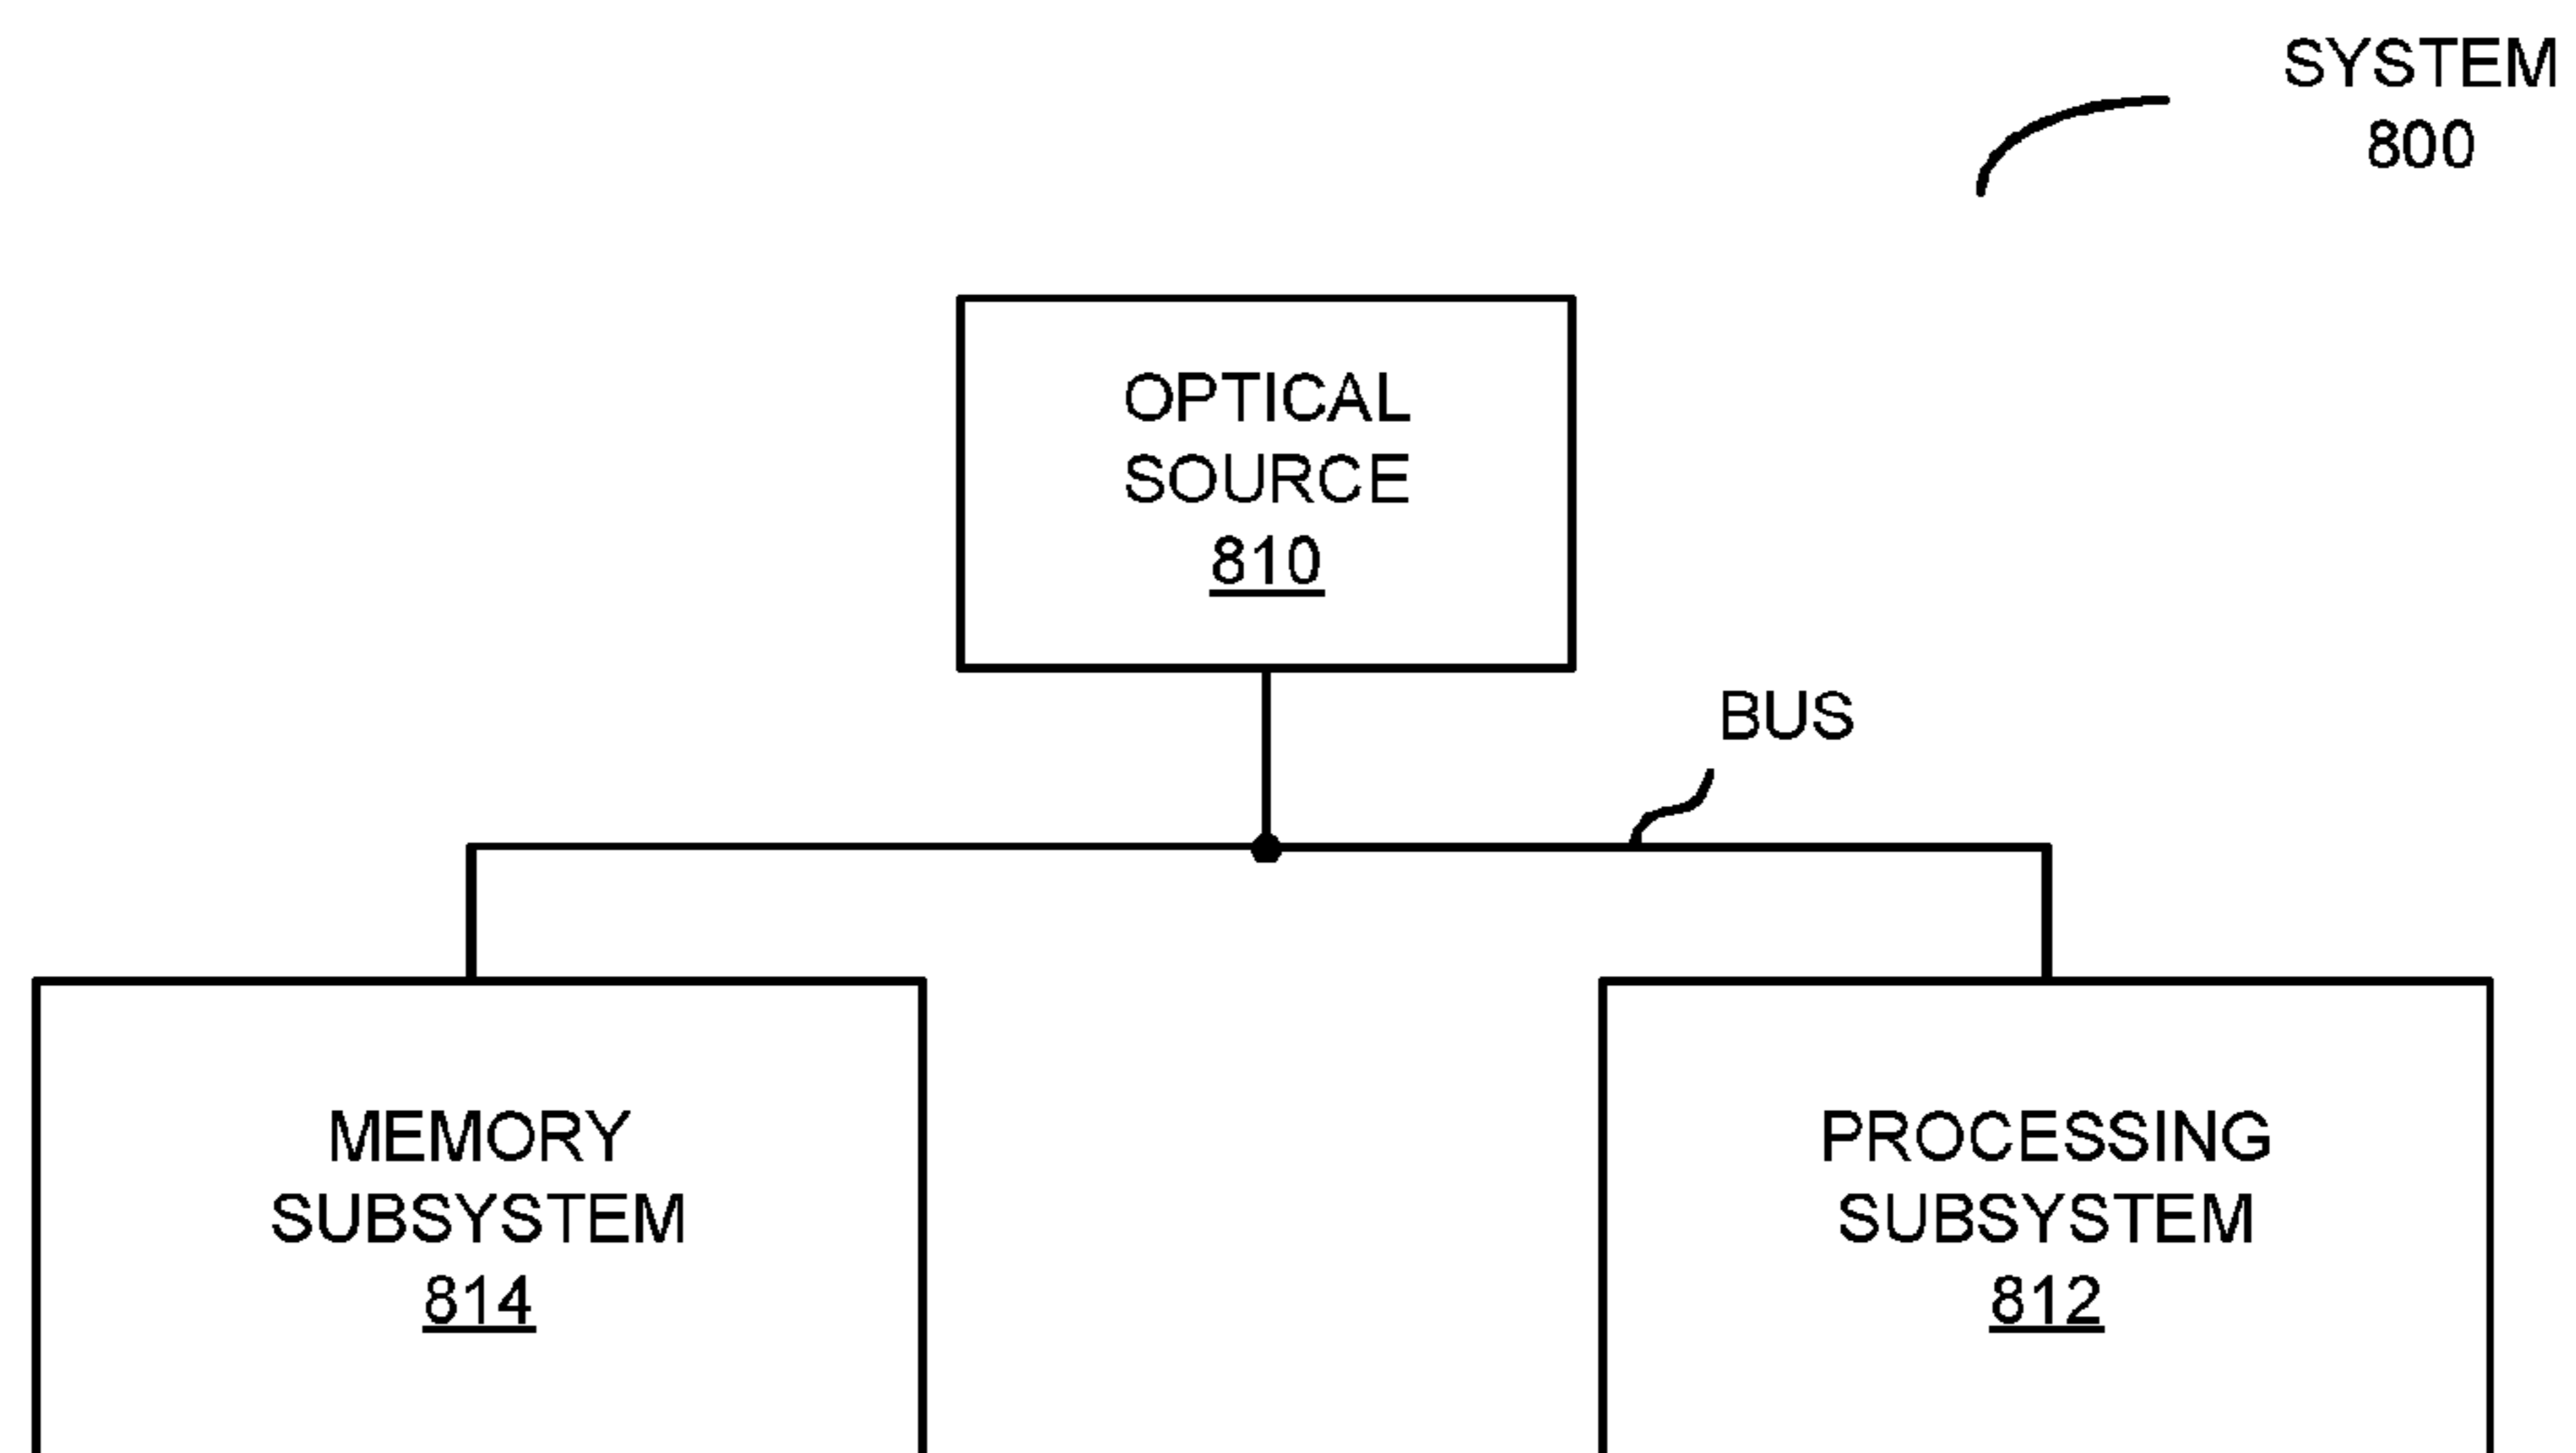 SYSTEM
800
OPTICAL
SOURCE
810
BUS
MEMORY
SUBSYSTEM
814
PROCESSING
SUBSYSTEM
812